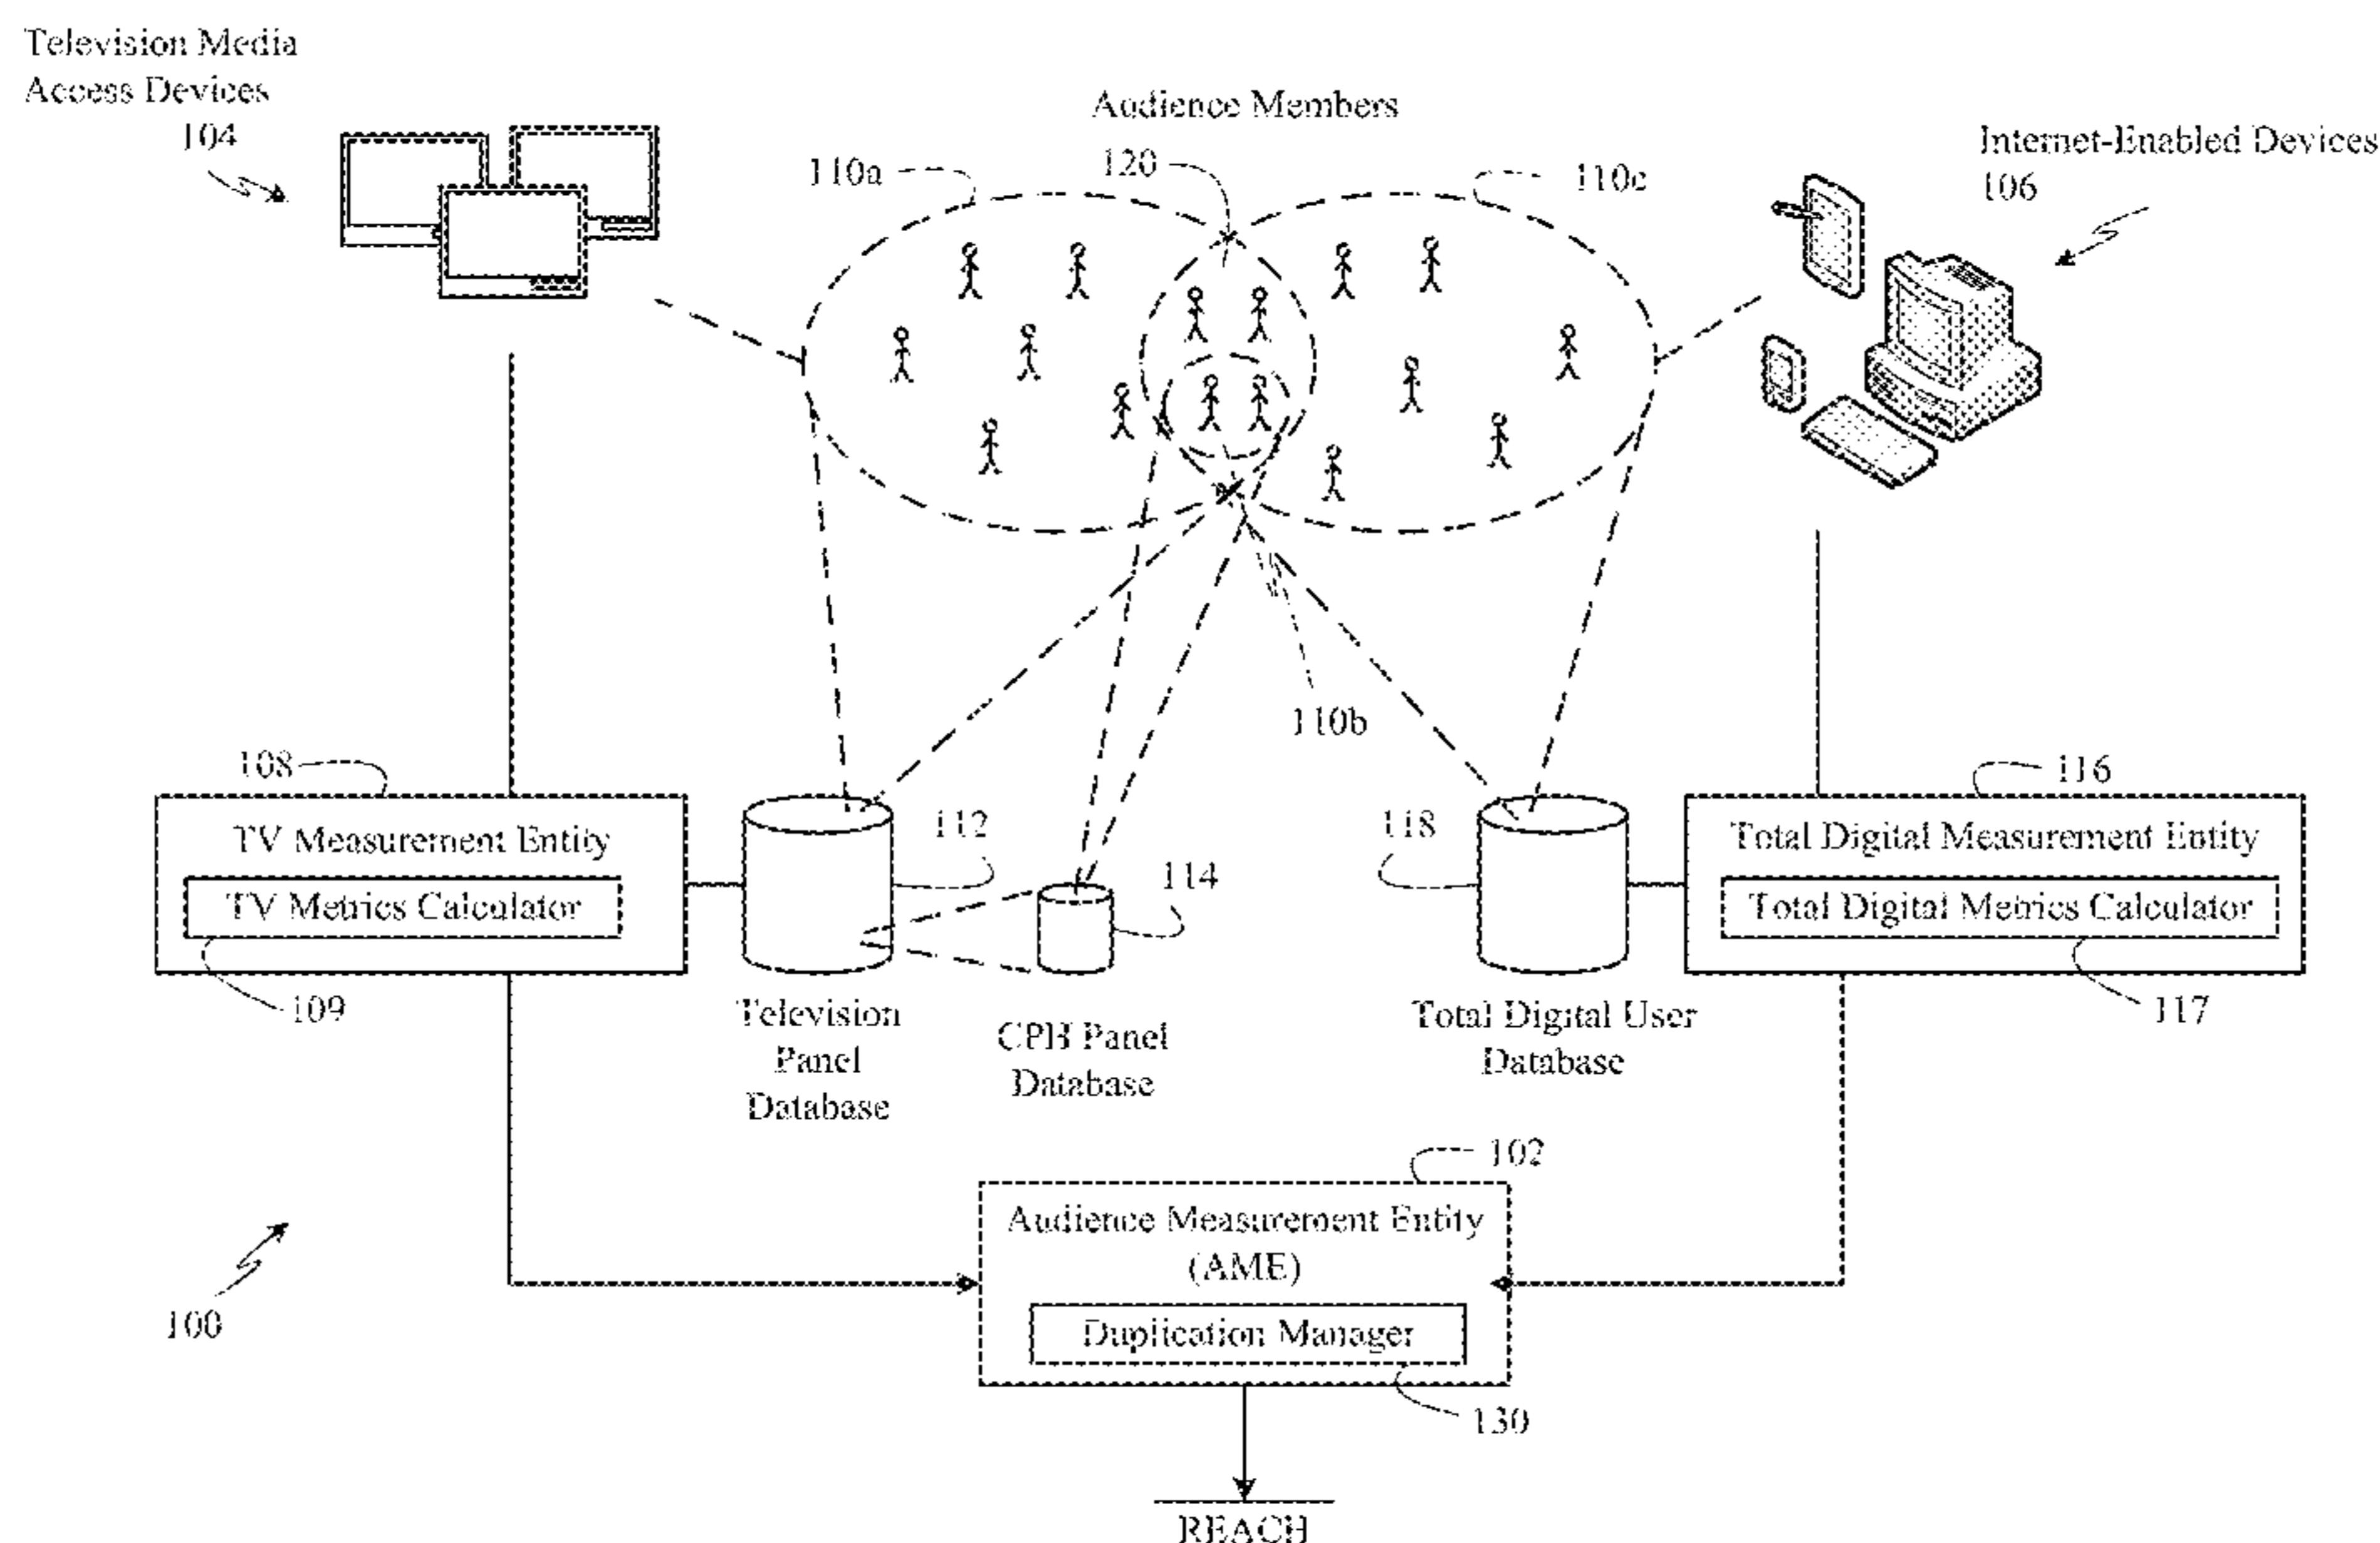 Television Media
Access Devices
104
Audience Members
110a
120
110c
Internet-Enabled Devices
106
110b
108
TV Measurement Entity
TV Metrics Calculator
109
112
Television
Panel
Database
114
CPH Panel
Database
118
Total Digital User
Database
116
Total Digital Measurement Entity
Total Digital Metrics Calculator
117
102
Audience Measurement Entity
(AME)
Duplication Manager
130
100
REACH